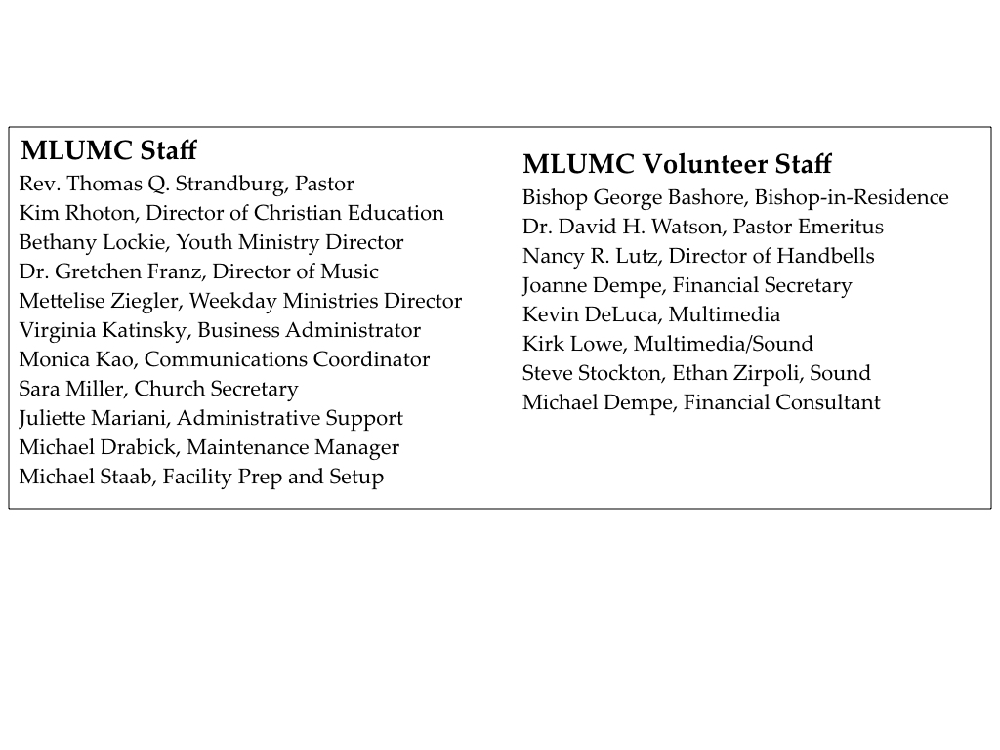 MLUMC Staff
Rev. Thomas Q. Strandburg, Pastor
Kim Rhoton, Director of Christian Education
Bethany Lockie, Youth Ministry Director
Dr. Gretchen Franz, Director of Music
Mettelise Ziegler, Weekday Ministries Director
Virginia Katinsky, Business Administrator
Monica Kao, Communications Coordinator
Sara Miller, Church Secretary
Juliette Mariani, Administrative Support
Michael Drabick, Maintenance Manager
Michael Staab, Facility Prep and Setup
MLUMC Volunteer Staff
Bishop George Bashore, Bishop-in-Residence
Dr. David H. Watson, Pastor Emeritus
Nancy R. Lutz, Director of Handbells
Joanne Dempe, Financial Secretary
Kevin DeLuca, Multimedia
Kirk Lowe, Multimedia/Sound
Steve Stockton, Ethan Zirpoli, Sound
Michael Dempe, Financial Consultant